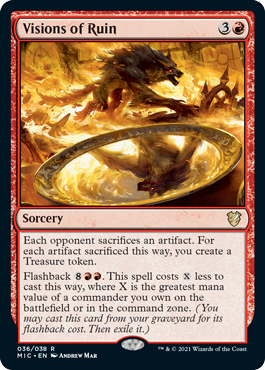 Visions of Ruin 3
Sorcery
Each opponent sacrifices an artifact. For
each artifact sacrificed this way, you create a
Treasure token.
Flashback 8. This spell costs X less to
cast this way, where X is the greatest mana
value of a commander you own on the
battlefield or in the command zone. (You
may cast this card from your graveyard for its
flashback cost. Then exile it.)
036/038 R
MIC • EN ANDREW MAR
™ & © 2021 Wizards of the Coast